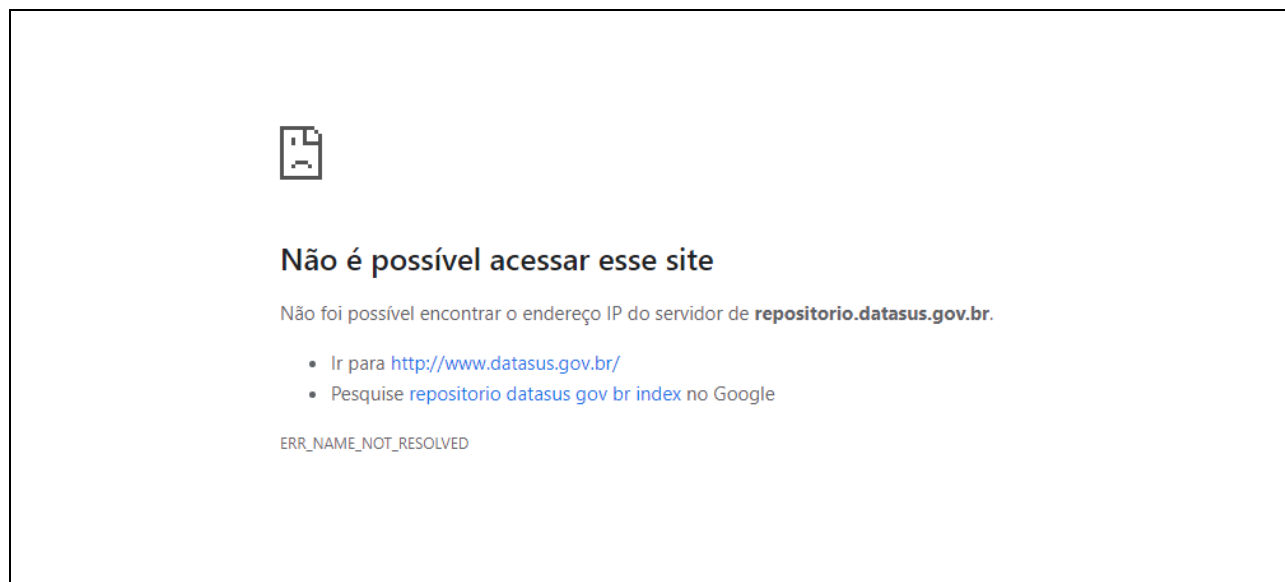 Não é possível acessar esse site
Não foi possível encontrar o endereço IP do servidor de repositorio.datasus.gov.br.
• Ir para http://www.datasus.gov.br/
• Pesquise repositorio datasus gov br index no Google
ERR_NAME_NOT_RESOLVED